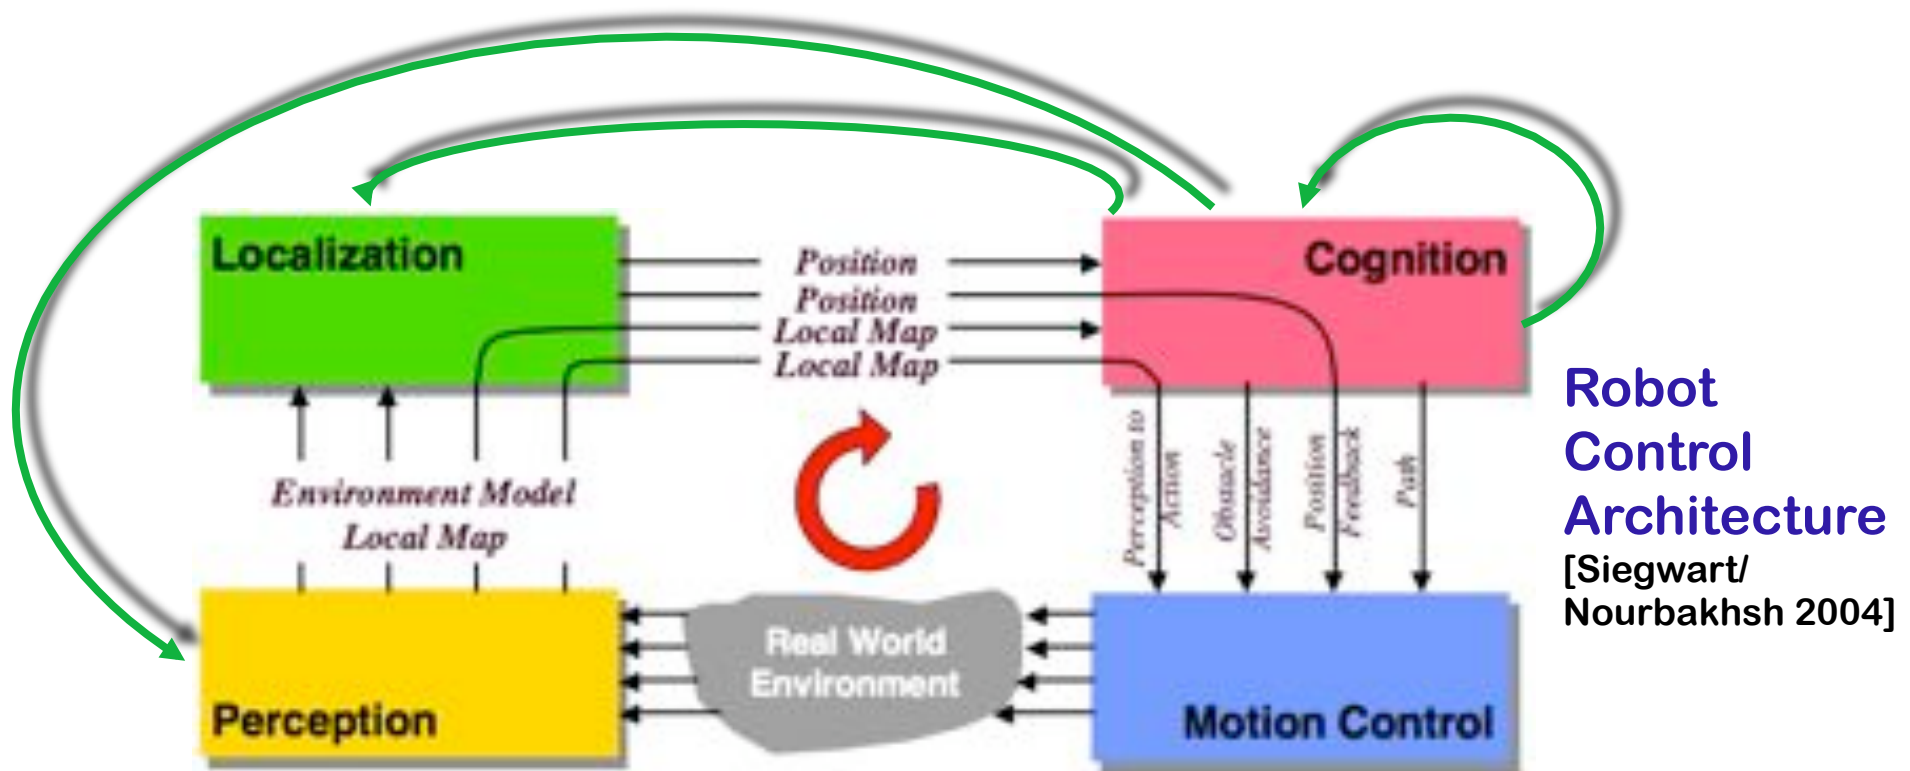 Localization
Position
Position
Local Map
Local Map
Cognition
Environment Model
Local Map
Perception to
Action
Obstacle
Avoidance
Position
Feedback
Path
Robot
Control
Architecture
[Siegwart/
Nourbakhsh 2004]
Perception
Real World
Environment
Motion Control